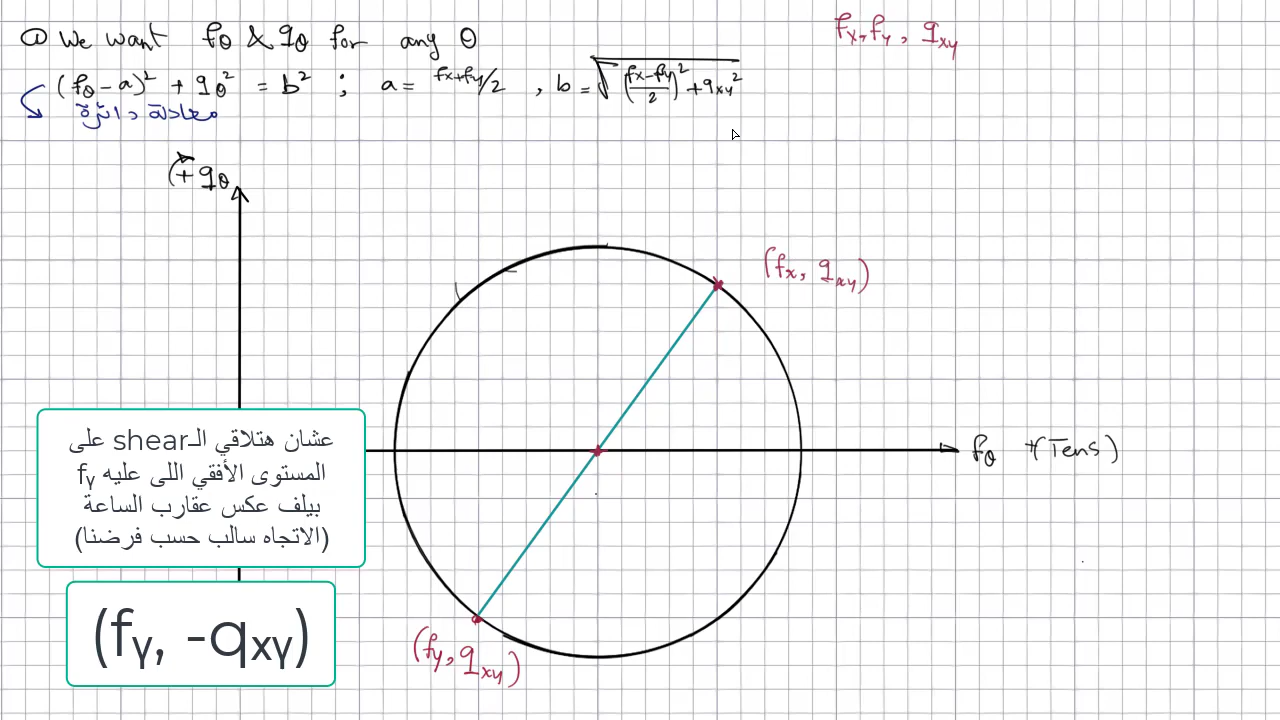 ① We want fθ & qθ for any θ
fx, fy, qxy
(fθ - a)² + qθ² = b² ; a = fx+fy/2 , b = √((fx-fy)/2)² + qxy²
معادلة دائرة
(+ qθ
(fx, qxy)
fθ +(Tens)
عشان هتلاقي الـshear على
المستوى الأفقي اللى عليه fy
بيلف عكس عقارب الساعة
(الاتجاه سالب حسب فرضنا)
(fy, -qxy)
(fy, qxy)